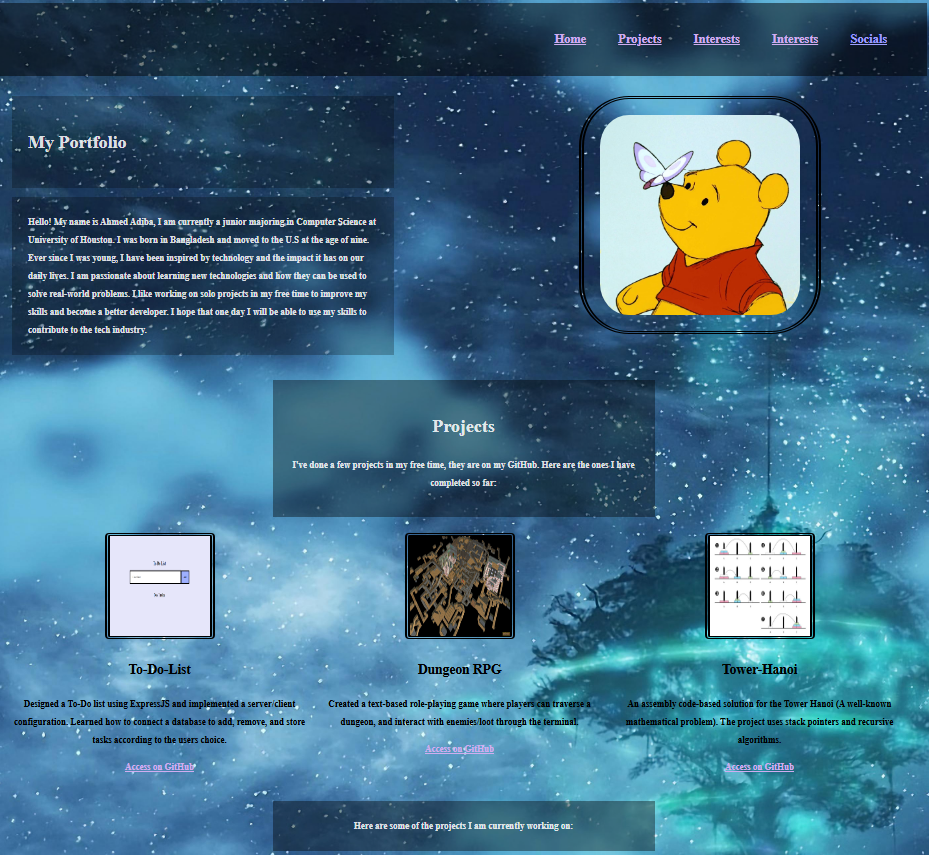 Home Projects Interests Interests Socials
My Portfolio
Hello! My name is Ahmed Adiba, I am currently a junior majoring in Computer Science at
University of Houston. I was born in Bangladesh and moved to the U.S at the age of nine.
Ever since I was young, I have been inspired by technology and the impact it has on our
daily lives. I am passionate about learning new technologies and how they can be used to
solve real-world problems. I like working on solo projects in my free time to improve my
skills and become a better developer. I hope that one day I will be able to use my skills to
contribute to the tech industry.
Projects
I've done a few projects in my free time, they are on my GitHub. Here are the ones I have
completed so far:
To-Do-List
Designed a To-Do list using ExpressJS and implemented a server/client
configuration. Learned how to connect a database to add, remove, and store
tasks according to the users choice.
Access on GitHub
Dungeon RPG
Created a text-based role-playing game where players can traverse a
dungeon, and interact with enemies/loot through the terminal.
Access on GitHub
Tower-Hanoi
An assembly code-based solution for the Tower Hanoi (A well-known
mathematical problem). The project uses stack pointers and recursive
algorithms.
Access on GitHub
Here are some of the projects I am currently working on: